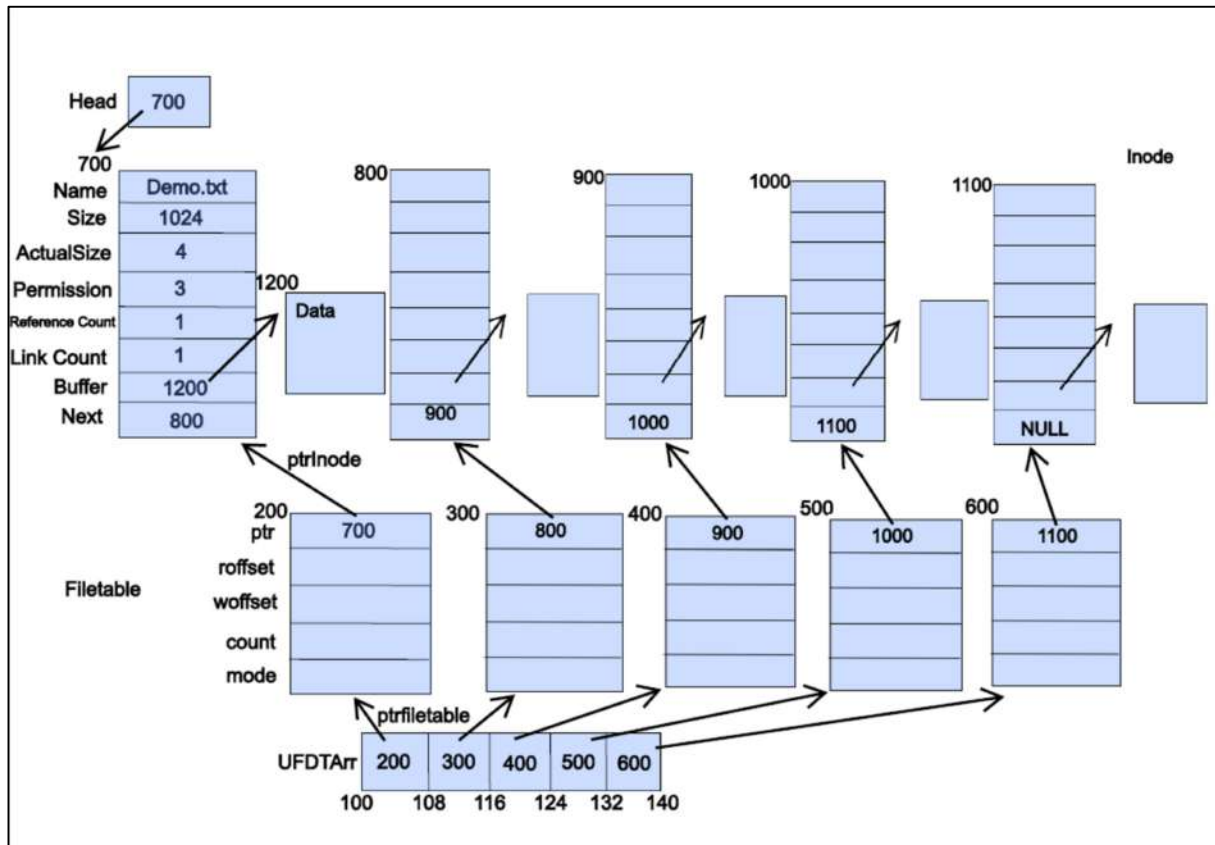 Head 700
700 800 900 1000 1100 Inode
Name Demo.txt
Size 1024
ActualSize 4
Permission 3 1200
Reference Count 1 Data
Link Count 1
Buffer 1200
Next 800 900 1000 1100 NULL
ptrInode
200 300 400 500 600
ptr 700 800 900 1000 1100
roffset
Filetable
woffset
count
mode
ptrfiletable
UFDTArr 200 300 400 500 600
100 108 116 124 132 140